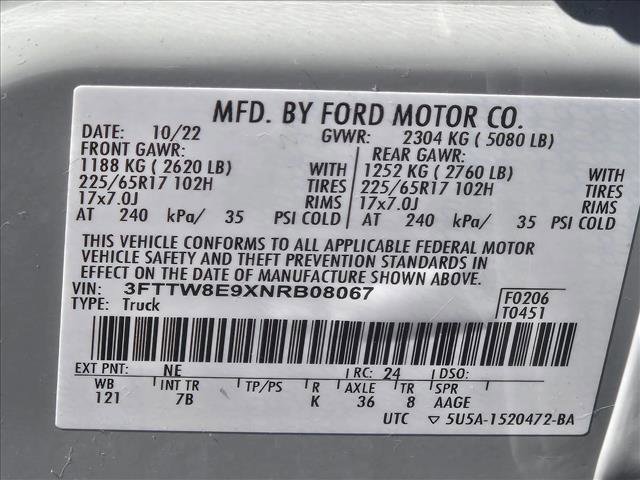 MFD. BY FORD MOTOR CO.
DATE: 10/22 GVWR: 2304 KG ( 5080 LB)
FRONT GAWR: REAR GAWR:
1188 KG ( 2620 LB) WITH 1252 KG ( 2760 LB) WITH
225/65R17 102H TIRES 225/65R17 102H TIRES
17x7.0J RIMS 17x7.0J RIMS
AT 240 kPa/ 35 PSI COLD AT 240 kPa/ 35 PSI COLD
THIS VEHICLE CONFORMS TO ALL APPLICABLE FEDERAL MOTOR
VEHICLE SAFETY AND THEFT PREVENTION STANDARDS IN
EFFECT ON THE DATE OF MANUFACTURE SHOWN ABOVE.
VIN: 3FTTW8E9XNRB08067 F0206
TYPE: Truck T0451
EXT PNT: NE RC: 24 DSO:
WB INT TR TP/PS R AXLE TR SPR
121 7B K 36 8 AAGE
UTC ▽ 5U5A-1520472-BA